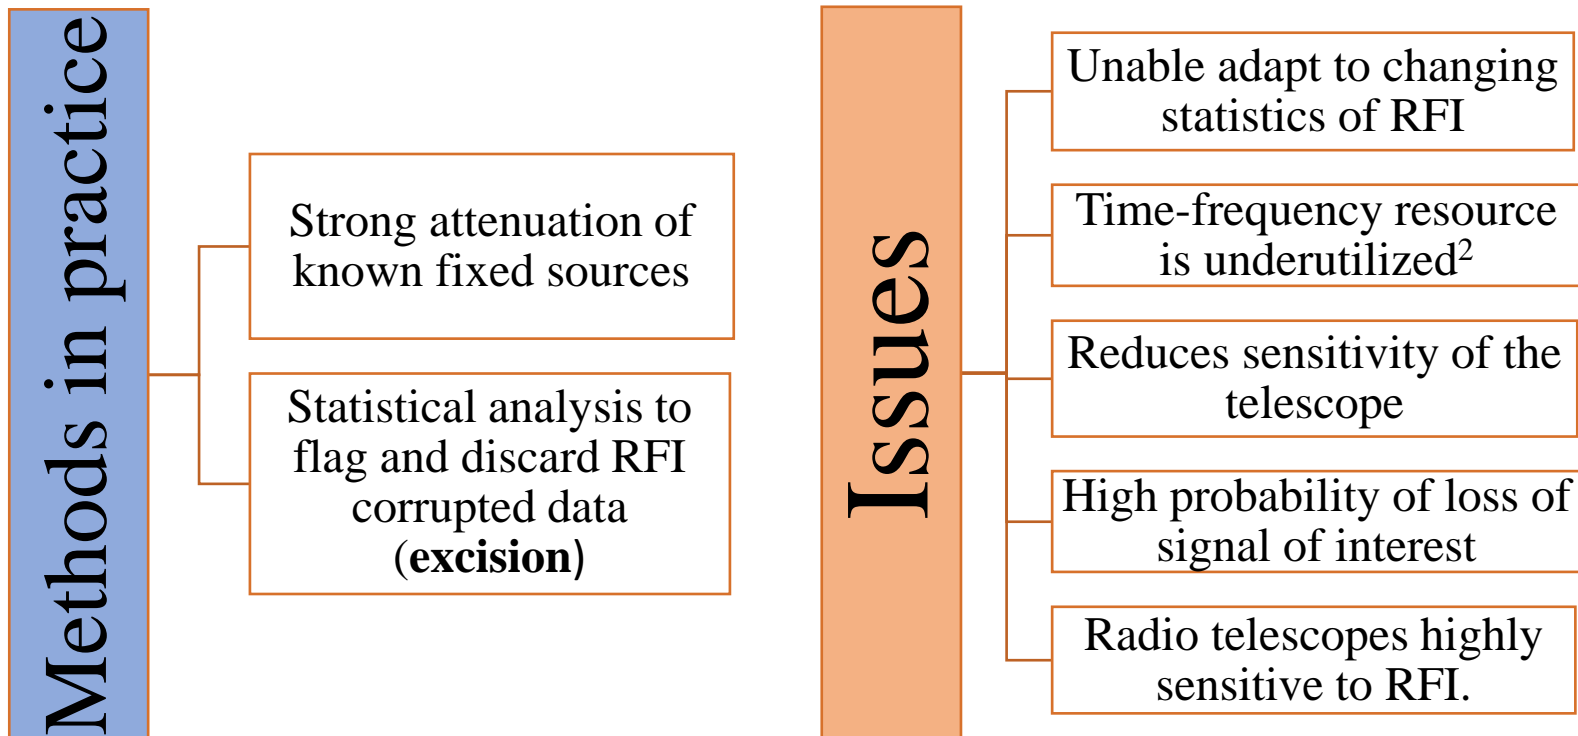 Methods in practice
Strong attenuation of
known fixed sources
Statistical analysis to
flag and discard RFI
corrupted data
(excision)
Issues
Unable adapt to changing
statistics of RFI
Time-frequency resource
is underutilized²
Reduces sensitivity of the
telescope
High probability of loss of
signal of interest
Radio telescopes highly
sensitive to RFI.